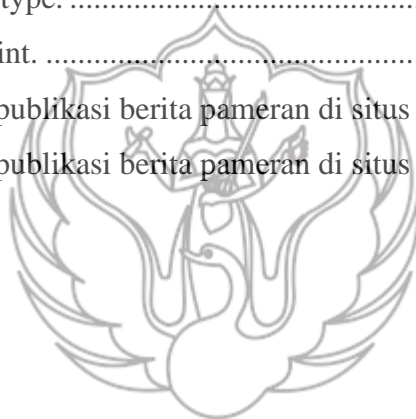 type. ........................................
int. ............................................
publikasi berita pameran di situs
publikasi berita pameran di situs